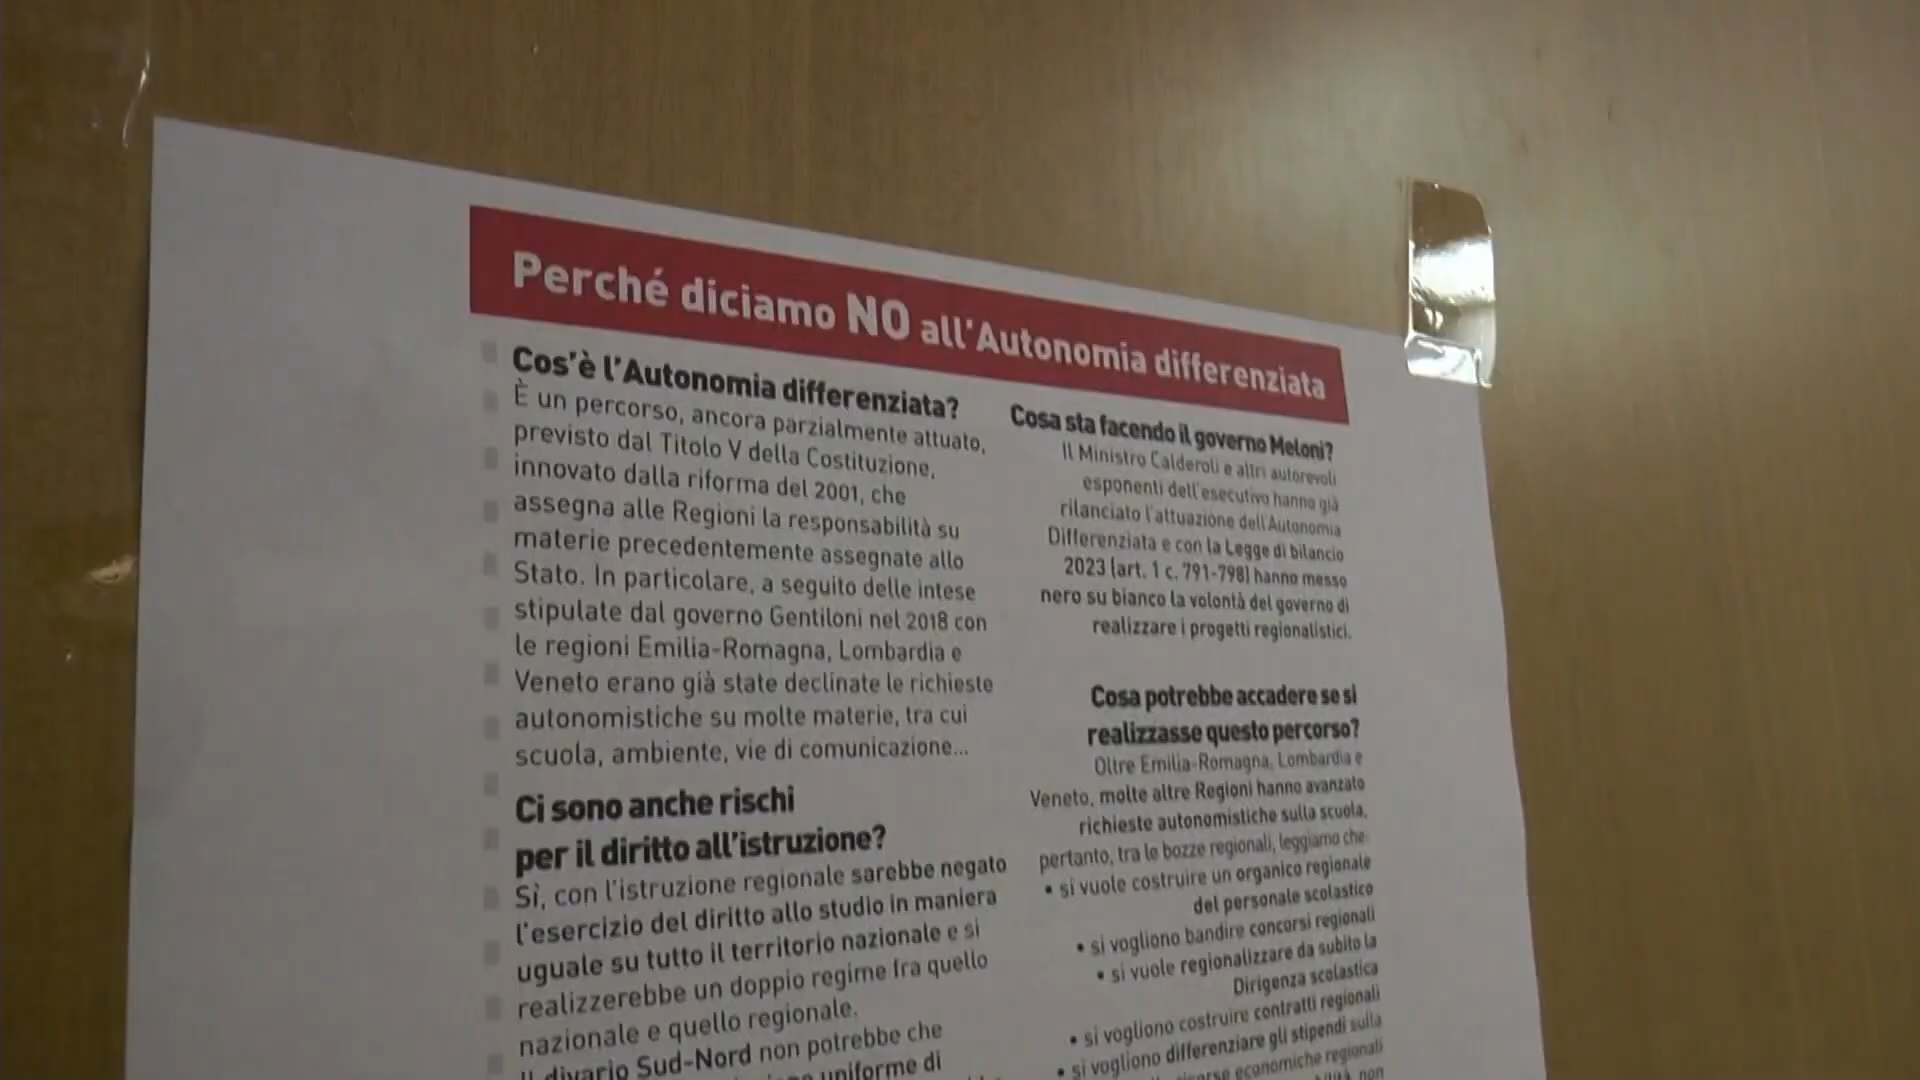 Perché diciamo NO all'Autonomia differenziata
Cos'è l'Autonomia differenziata?
È un percorso, ancora parzialmente attuato,
previsto dal Titolo V della Costituzione,
innovato dalla riforma del 2001, che
assegna alle Regioni la responsabilità su
materie precedentemente assegnate allo
Stato. In particolare, a seguito delle intese
stipulate dal governo Gentiloni nel 2018 con
le regioni Emilia-Romagna, Lombardia e
Veneto erano già state declinate le richieste
autonomistiche su molte materie, tra cui
scuola, ambiente, vie di comunicazione...
Ci sono anche rischi
per il diritto all'istruzione?
Sì, con l'istruzione regionale sarebbe negato
l'esercizio del diritto allo studio in maniera
uguale su tutto il territorio nazionale e si
realizzerebbe un doppio regime fra quello
nazionale e quello regionale.
Il divario Sud-Nord non potrebbe che
uniforme di
Cosa sta facendo il governo Meloni?
Il Ministro Calderoli e altri autorevoli
esponenti dell'esecutivo hanno già
rilanciato l'attuazione dell'Autonomia
Differenziata e con la Legge di bilancio
2023 (art. 1 c. 791-798) hanno messo
nero su bianco la volontà del governo di
realizzare i progetti regionalistici.
Cosa potrebbe accadere se si
realizzasse questo percorso?
Oltre Emilia-Romagna, Lombardia e
Veneto, molte altre Regioni hanno avanzato
richieste autonomistiche sulla scuola,
pertanto, tra le bozze regionali, leggiamo che:
• si vuole costruire un organico regionale
del personale scolastico
• si vogliono bandire concorsi regionali
• si vuole regionalizzare da subito la
Dirigenza scolastica
• si vogliono costruire contratti regionali
• si vogliono differenziare gli stipendi sulla
economiche regionali
non